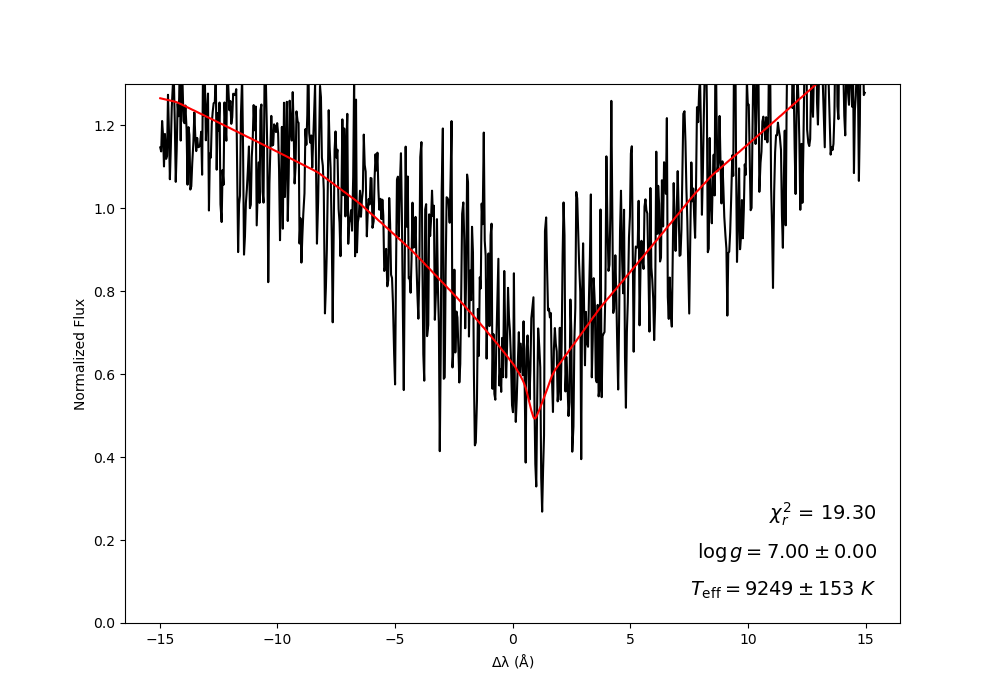 1.2
1.0
0.8
0.6
0.4
0.2
0.0
Normalized Flux
χ²ᵣ = 19.30
log g = 7.00 ± 0.00
T_eff = 9249 ± 153 K
−15 −10 −5 0 5 10 15
Δλ (Å)